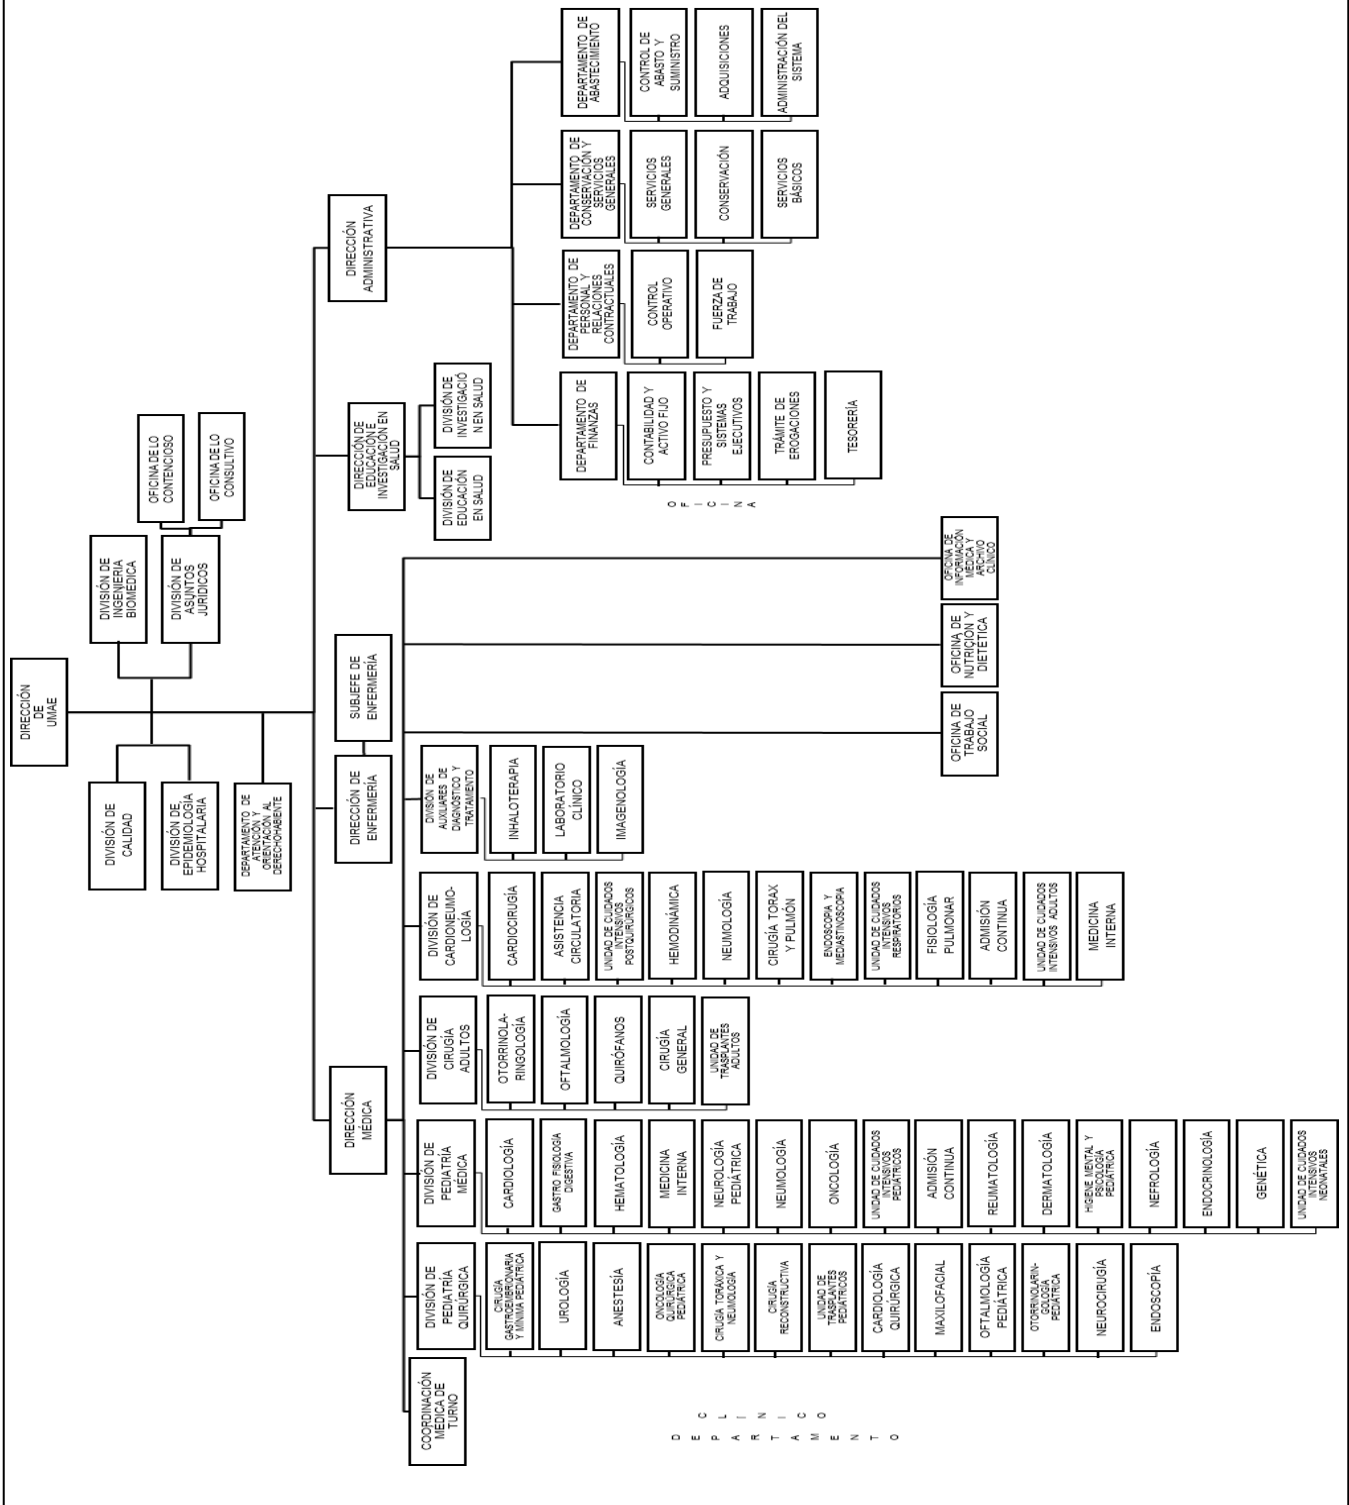 DIRECCIÓN
DE
UMAE
DIVISIÓN DE
CALIDAD
DIVISIÓN DE
EPIDEMIOLOGÍA
HOSPITALARIA
DEPARTAMENTO DE
ATENCIÓN Y
ORIENTACIÓN AL
DERECHOHABIENTE
DIVISIÓN DE
INGENIERIA
BIOMEDICA
DIVISIÓN DE
ASUNTOS
JURIDICOS
OFICINA DE LO
CONTENCIOSO
OFICINA DE LO
CONSULTIVO
DIRECCIÓN
MÉDICA
DIRECCIÓN DE
ENFERMERÍA
SUBJEFE DE
ENFERMERÍA
DIRECCIÓN DE
EDUCACIÓN E
INVESTIGACIÓN EN
SALUD
DIVISIÓN DE
EDUCACIÓN
EN SALUD
DIVISIÓN DE
INVESTIGACIÓ
N EN SALUD
DIRECCIÓN
ADMINISTRATIVA
COORDINACIÓN
MEDICA DE
TURNO
DIVISIÓN DE
PEDIATRÍA
QUIRÚRGICA
CIRUGÍA
GASTROEMBRIONARIA
Y MÍNIMA PEDIÁTRICA
UROLOGÍA
ANESTESÍA
ONCOLOGÍA
QUIRÚRGICA
PEDIÁTRICA
CIRUGÍA TORÁXICA Y
NEUMOLOGÍA
CIRUGÍA
RECONSTRUCTIVA
UNIDAD DE
TRASPLANTES
PEDIÁTRICOS
CARDIOLOGÍA
QUIRÚRGICA
MAXILOFACIAL
OFTALMOLOGÍA
PEDIÁTRICA
OTORRINOLARIN-
GOLOGÍA
PEDIÁTRICA
NEUROCIRUGÍA
ENDOSCOPÍA
DIVISIÓN DE
PEDIATRÍA
MÉDICA
CARDIOLOGÍA
GASTRO FISIOLOGÍA
DIGESTIVA
HEMATOLOGÍA
MEDICINA
INTERNA
NEUROLOGÍA
PEDIÁTRICA
NEUMOLOGÍA
ONCOLOGÍA
UNIDAD DE CUIDADOS
INTENSIVOS
PEDIÁTRICOS
ADMISIÓN
CONTINUA
REUMATOLOGÍA
DERMATOLOGÍA
HIGIENE MENTAL Y
PSICOLOGÍA
PEDIÁTRICA
NEFROLOGÍA
ENDOCRINOLOGÍA
GENÉTICA
UNIDAD DE CUIDADOS
INTENSIVOS
NEONATALES
DIVISIÓN DE
CIRUGÍA
ADULTOS
OTORRINOLA-
RINGOLOGÍA
OFTALMOLOGÍA
QUIRÓFANOS
CIRUGÍA
GENERAL
UNIDAD DE
TRASPLANTES
ADULTOS
DIVISIÓN DE
CARDIONEUMO-
LOGÍA
CARDIOCIRUGÍA
ASISTENCIA
CIRCULATORIA
UNIDAD DE CUIDADOS
INTENSIVOS
POSTQUIRÚRGICOS
HEMODINÁMICA
NEUMOLOGÍA
CIRUGÍA TORAX
Y PULMÓN
ENDOSCOPIA Y
MEDIASTINOSCOPIA
UNIDAD DE CUIDADOS
INTENSIVOS
RESPIRATORIOS
FISIOLOGÍA
PULMONAR
ADMISIÓN
CONTINUA
UNIDAD DE CUIDADOS
INTENSIVOS ADULTOS
MEDICINA
INTERNA
DIVISIÓN DE
AUXILIARES DE
DIAGNÓSTICO Y
TRATAMIENTO
INHALOTERAPIA
LABORATORIO
CLÍNICO
IMAGENOLOGÍA
OFICINA DE
TRABAJO
SOCIAL
OFICINA DE
NUTRICIÓN Y
DIETÉTICA
OFICINA DE
INFORMACIÓN
MÉDICA Y
ARCHIVO
CLÍNICO
DEPARTAMENTO DE
FINANZAS
CONTABILIDAD Y
ACTIVO FIJO
PRESUPUESTO Y
SISTEMAS
EJECUTIVOS
TRÁMITE DE
EROGACIONES
TESORERÍA
DEPARTAMENTO DE
PERSONAL Y
RELACIONES
CONTRACTUALES
CONTROL
OPERATIVO
FUERZA DE
TRABAJO
DEPARTAMENTO DE
CONSERVACIÓN Y
SERVICIOS
GENERALES
SERVICIOS
GENERALES
CONSERVACIÓN
SERVICIOS
BÁSICOS
DEPARTAMENTO DE
ABASTECIMIENTO
CONTROL DE
ABASTO Y
SUMINISTRO
ADQUISICIONES
ADMINISTRACIÓN DEL
SISTEMA
DEPARTAMENTO
CLÍNICO
OFICINA